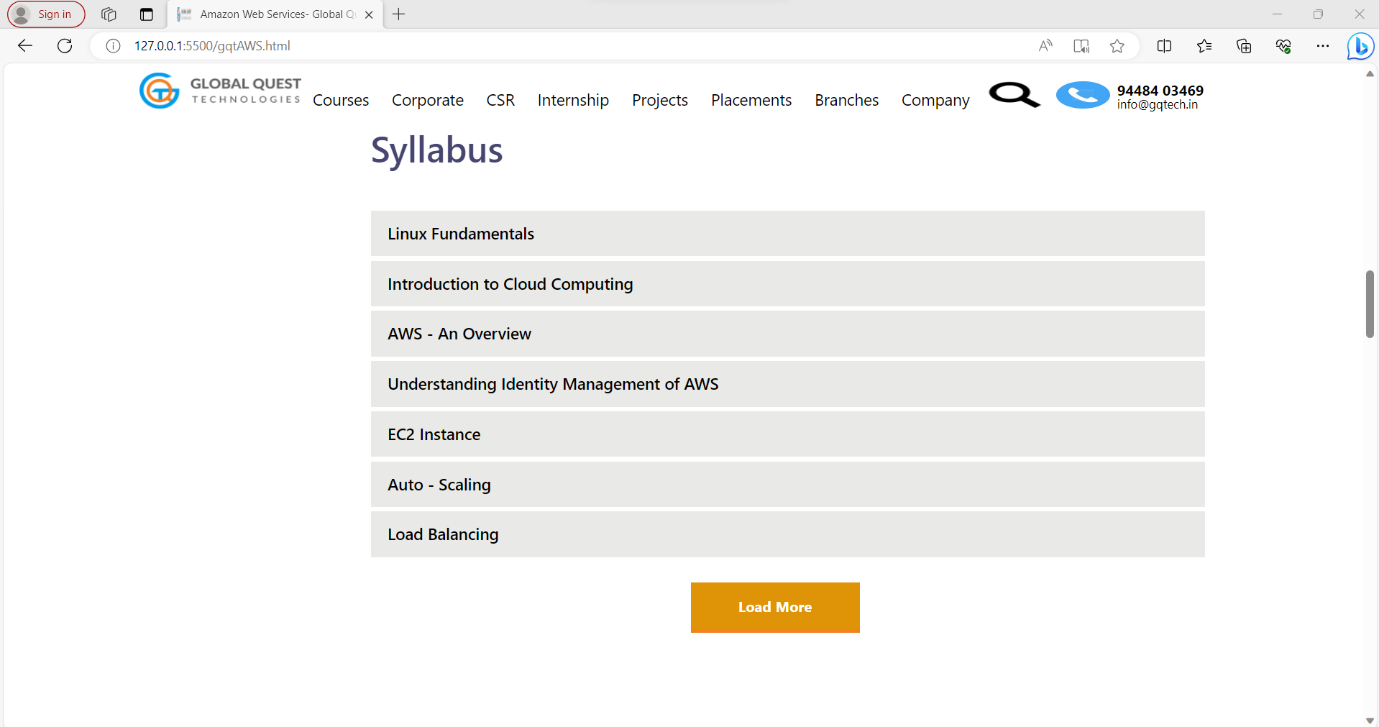 Sign in
Amazon Web Services- Global Q
127.0.0.1:5500/gqtAWS.html
GLOBAL QUEST
TECHNOLOGIES
Courses Corporate CSR Internship Projects Placements Branches Company
94484 03469
info@gqtech.in
Syllabus
Linux Fundamentals
Introduction to Cloud Computing
AWS - An Overview
Understanding Identity Management of AWS
EC2 Instance
Auto - Scaling
Load Balancing
Load More